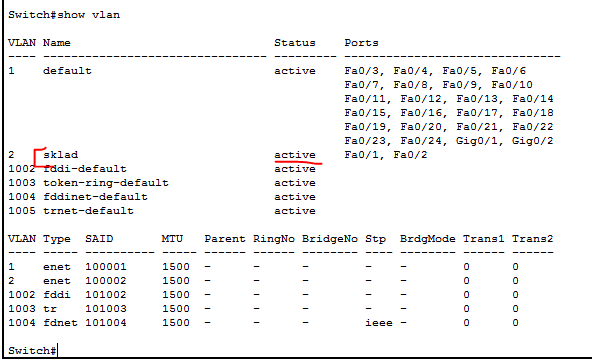 Switch#show vlan
VLAN Name Status Ports
---- -------------------------------- --------- -------------------------------
1 default active Fa0/3, Fa0/4, Fa0/5, Fa0/6
Fa0/7, Fa0/8, Fa0/9, Fa0/10
Fa0/11, Fa0/12, Fa0/13, Fa0/14
Fa0/15, Fa0/16, Fa0/17, Fa0/18
Fa0/19, Fa0/20, Fa0/21, Fa0/22
Fa0/23, Fa0/24, Gig0/1, Gig0/2
2 sklad active Fa0/1, Fa0/2
1002 fddi-default active
1003 token-ring-default active
1004 fddinet-default active
1005 trnet-default active
VLAN Type SAID MTU Parent RingNo BridgeNo Stp BrdgMode Trans1 Trans2
---- ----- ---------- ----- ------ ------ -------- ---- -------- ------ ------
1 enet 100001 1500 - - - - - 0 0
2 enet 100002 1500 - - - - - 0 0
1002 fddi 101002 1500 - - - - - 0 0
1003 tr 101003 1500 - - - - - 0 0
1004 fdnet 101004 1500 - - - ieee - 0 0
Switch#